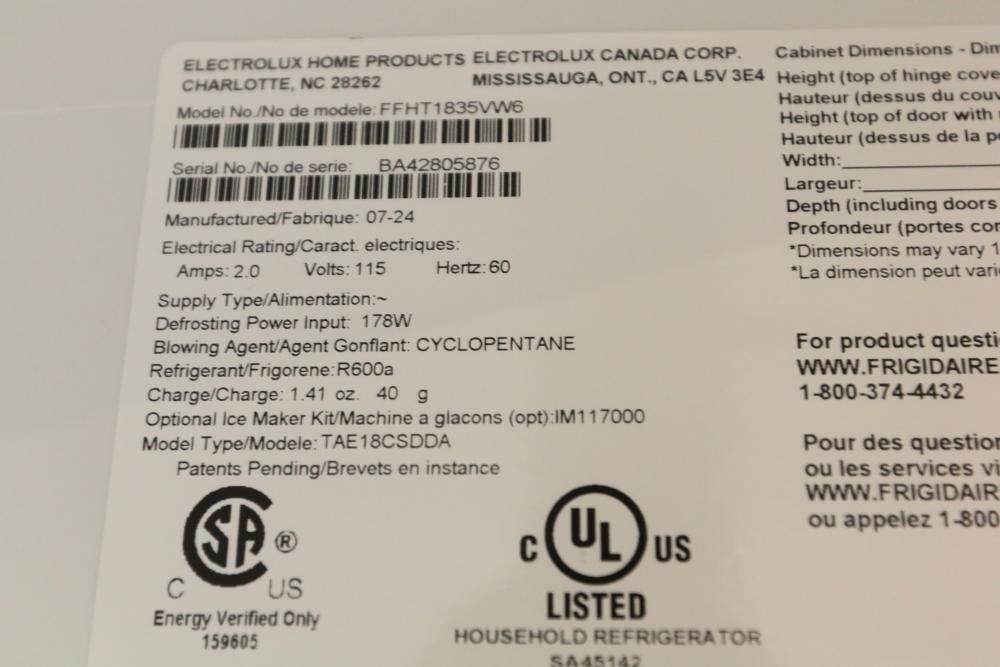 ELECTROLUX HOME PRODUCTS ELECTROLUX CANADA CORP.
CHARLOTTE, NC 28262 MISSISSAUGA, ONT., CA L5V 3E4
Model No./No de modele: FFHT1835VW6
Serial No./No de serie: BA42805876
Manufactured/Fabrique: 07-24
Electrical Rating/Caract. electriques:
Amps: 2.0 Volts: 115 Hertz: 60
Supply Type/Alimentation:~
Defrosting Power Input: 178W
Blowing Agent/Agent Gonflant: CYCLOPENTANE
Refrigerant/Frigorene:R600a
Charge/Charge: 1.41 oz. 40 g
Optional Ice Maker Kit/Machine a glacons (opt):IM117000
Model Type/Modele: TAE18CSDDA
Patents Pending/Brevets en instance
SA ®
C US
Energy Verified Only
159605
C UL US
LISTED
HOUSEHOLD REFRIGERATOR
SA45142
Cabinet Dimensions - Dim
Height (top of hinge cove
Hauteur (dessus du couv
Height (top of door with
Hauteur (dessus de la p
Width:
Largeur:
Depth (including doors
Profondeur (portes cor
*Dimensions may vary 1
*La dimension peut vari
For product questi
WWW.FRIGIDAIRE
1-800-374-4432
Pour des question
ou les services vi
WWW.FRIGIDAIR
ou appelez 1-800